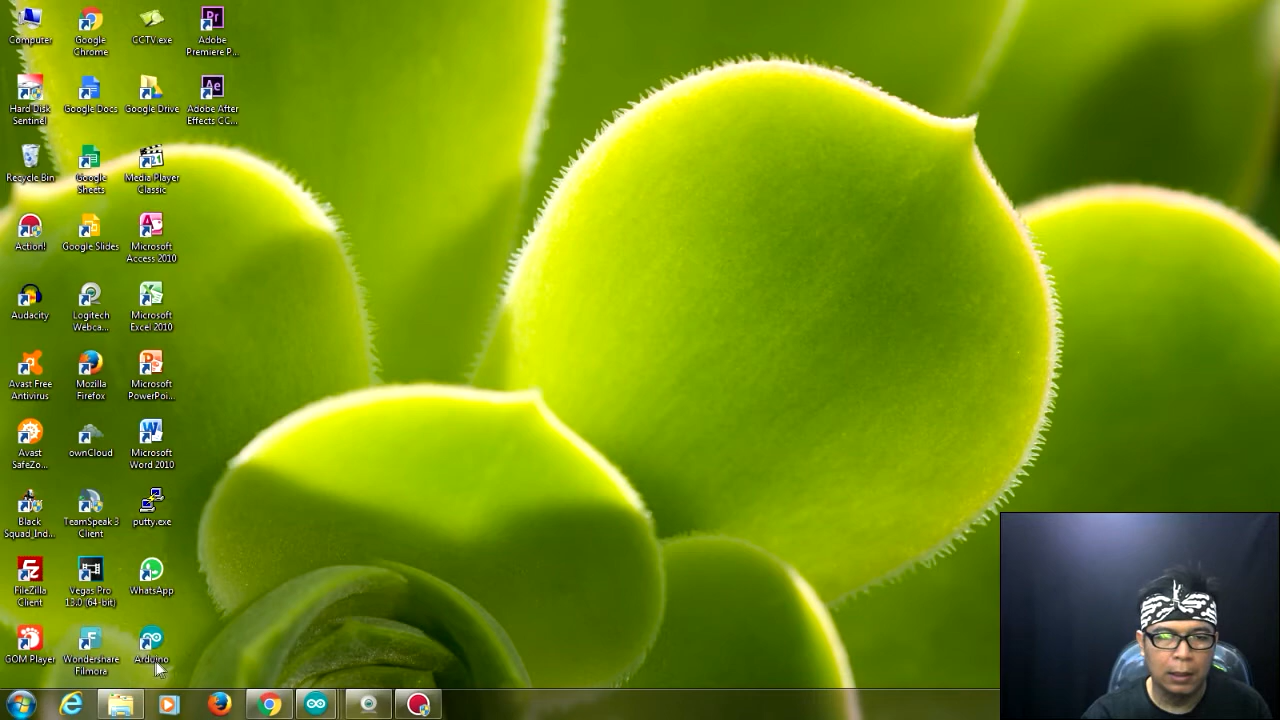 Computer
Google
Chrome
CCTV.exe
Adobe
Premiere P...
Hard Disk
Sentinel
Google Docs
Google Drive
Adobe After
Effects CC...
Recycle Bin
Google
Sheets
Media Player
Classic
Action!
Google Slides
Microsoft
Access 2010
Audacity
Logitech
Webca...
Microsoft
Excel 2010
Avast Free
Antivirus
Mozilla
Firefox
Microsoft
PowerPoi...
Avast
SafeZo...
ownCloud
Microsoft
Word 2010
Black
Squad_Ind...
TeamSpeak 3
Client
putty.exe
FileZilla
Client
Vegas Pro
13.0 (64-bit)
WhatsApp
GOM Player
Wondershare
Filmora
Arduino